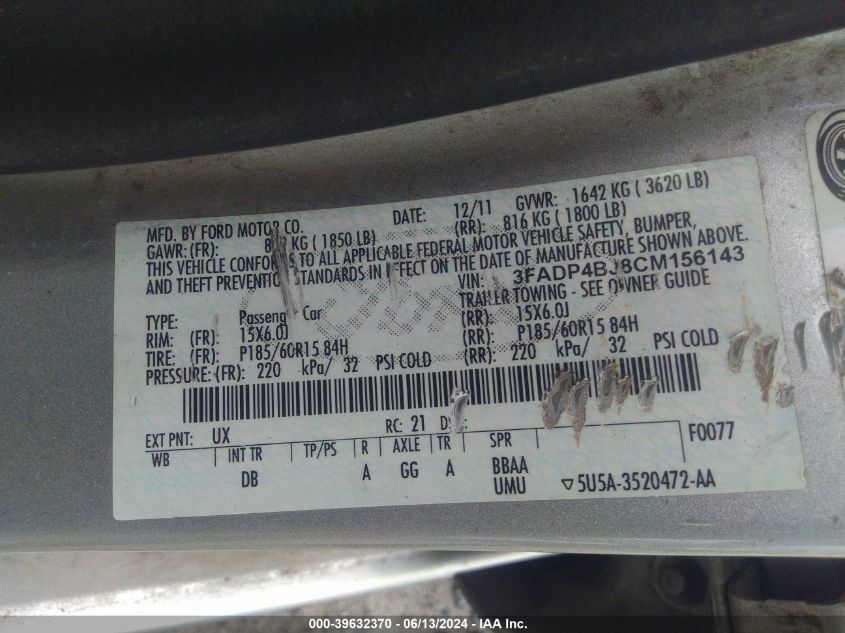 MFD. BY FORD MOTOR CO. DATE: 12/11 GVWR: 1642 KG ( 3620 LB)
GAWR: (FR): 8 KG ( 1850 LB) (RR): 816 KG ( 1800 LB)
THIS VEHICLE CONFORMS TO ALL APPLICABLE FEDERAL MOTOR VEHICLE SAFETY, BUMPER,
AND THEFT PREVENTION STANDARDS IN EFFECT ON THE DATE OF MANUFACTURE SHOWN ABOVE.
VIN: 3FADP4BJ8CM156143
TYPE: Passenger Car TRAILER TOWING - SEE OWNER GUIDE
RIM: (FR): 15X6.0J (RR): 15X6.0J
TIRE: (FR): P185/60R15 84H (RR): P185/60R15 84H
PRESSURE: (FR): 220 kPa/ 32 PSI COLD (RR): 220 kPa/ 32 PSI COLD
EXT PNT: UX RC: 21 F0077
WB INT TR TP/PS R AXLE TR SPR
DB A GG A BBAA
UMU ▽5U5A-3520472-AA
000-39632370 - 06/13/2024 - IAA Inc.